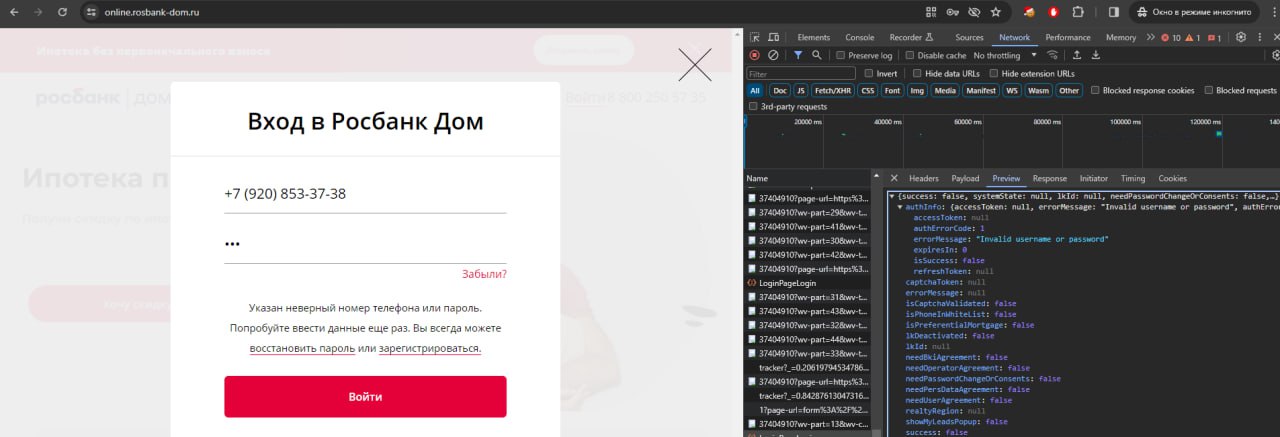 online.rosbank-dom.ru
Окно в режиме инкогнито
Ипотека без первоначального взноса
росбанк | дом
Войти
8 800 250 57 35
Ипотека п
Вход в Росбанк Дом
+7 (920) 853-37-38
•••
Забыли?
Указан неверный номер телефона или пароль.
Попробуйте ввести данные еще раз. Вы всегда можете
восстановить пароль или зарегистрироваться.
Войти
Elements Console Recorder Sources Network Performance Memory 10 1 1
Preserve log Disable cache No throttling
Filter Invert Hide data URLs Hide extension URLs
All Doc JS Fetch/XHR CSS Font Img Media Manifest WS Wasm Other Blocked response cookies Blocked requests
3rd-party requests
20000 ms 40000 ms 60000 ms 80000 ms 100000 ms 120000 ms 140
Name
37404910?page-url=https%3...
37404910?wv-part=29&wv-t...
37404910?wv-part=41&wv-t...
37404910?wv-part=30&wv-t...
37404910?wv-part=42&wv-t...
37404910?page-url=https%3...
LoginPageLogin
37404910?wv-part=31&wv-t...
37404910?wv-part=43&wv-t...
37404910?wv-part=32&wv-t...
37404910?wv-part=44&wv-t...
37404910?wv-part=33&wv-t...
tracker?_=0.20619794534786...
37404910?page-url=https%3...
tracker?_=0.84287613047316...
1?page-url=form%3A%2F%2...
37404910?wv-part=13&wv-c...
Headers Payload Preview Response Initiator Timing Cookies
{success: false, systemState: null, lkId: null, needPasswordChangeOrConsents: false,…}
authInfo: {accessToken: null, errorMessage: "Invalid username or password", authErro
accessToken: null
authErrorCode: 1
errorMessage: "Invalid username or password"
expiresIn: 0
isSuccess: false
refreshToken: null
captchaToken: null
errorMessage: null
isCaptchaValidated: false
isPhoneInWhiteList: false
isPreferentialMortgage: false
lkDeactivated: false
lkId: null
needBkiAgreement: false
needOperatorAgreement: false
needPasswordChangeOrConsents: false
needPersDataAgreement: false
needUserAgreement: false
realtyRegion: null
showMyLeadsPopup: false
success: false